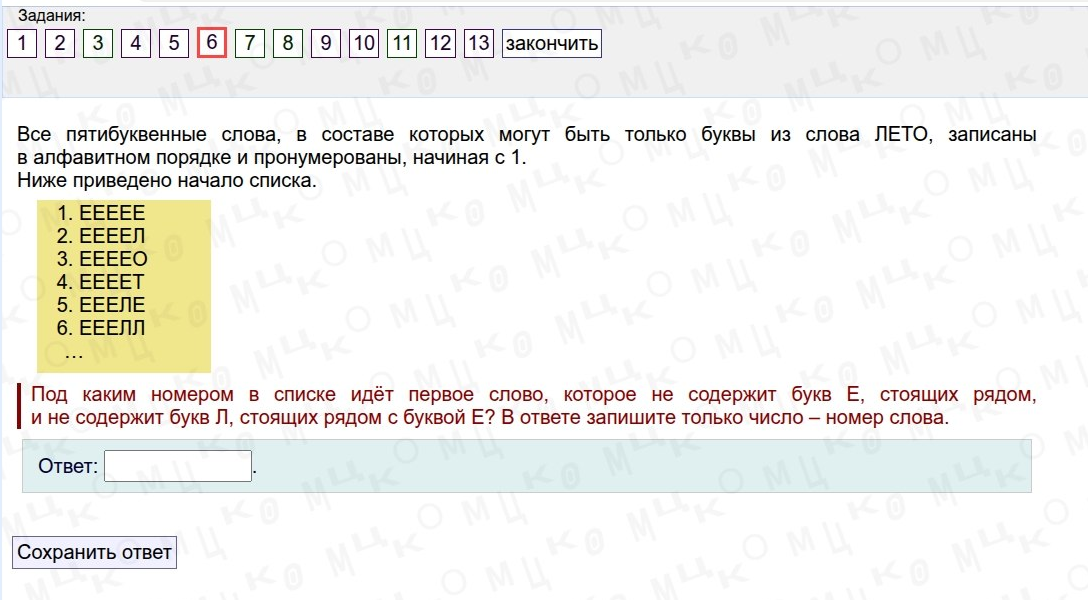 Задания:
1 2 3 4 5 6 7 8 9 10 11 12 13 закончить
Все пятибуквенные слова, в составе которых могут быть только буквы из слова ЛЕТО, записаны
в алфавитном порядке и пронумерованы, начиная с 1.
Ниже приведено начало списка.
1. ЕЕЕЕЕ
2. ЕЕЕЕЛ
3. ЕЕЕЕО
4. ЕЕЕЕТ
5. ЕЕЕЛЕ
6. ЕЕЕЛЛ
…
Под каким номером в списке идёт первое слово, которое не содержит букв Е, стоящих рядом,
и не содержит букв Л, стоящих рядом с буквой Е? В ответе запишите только число – номер слова.
Ответ: .
Сохранить ответ